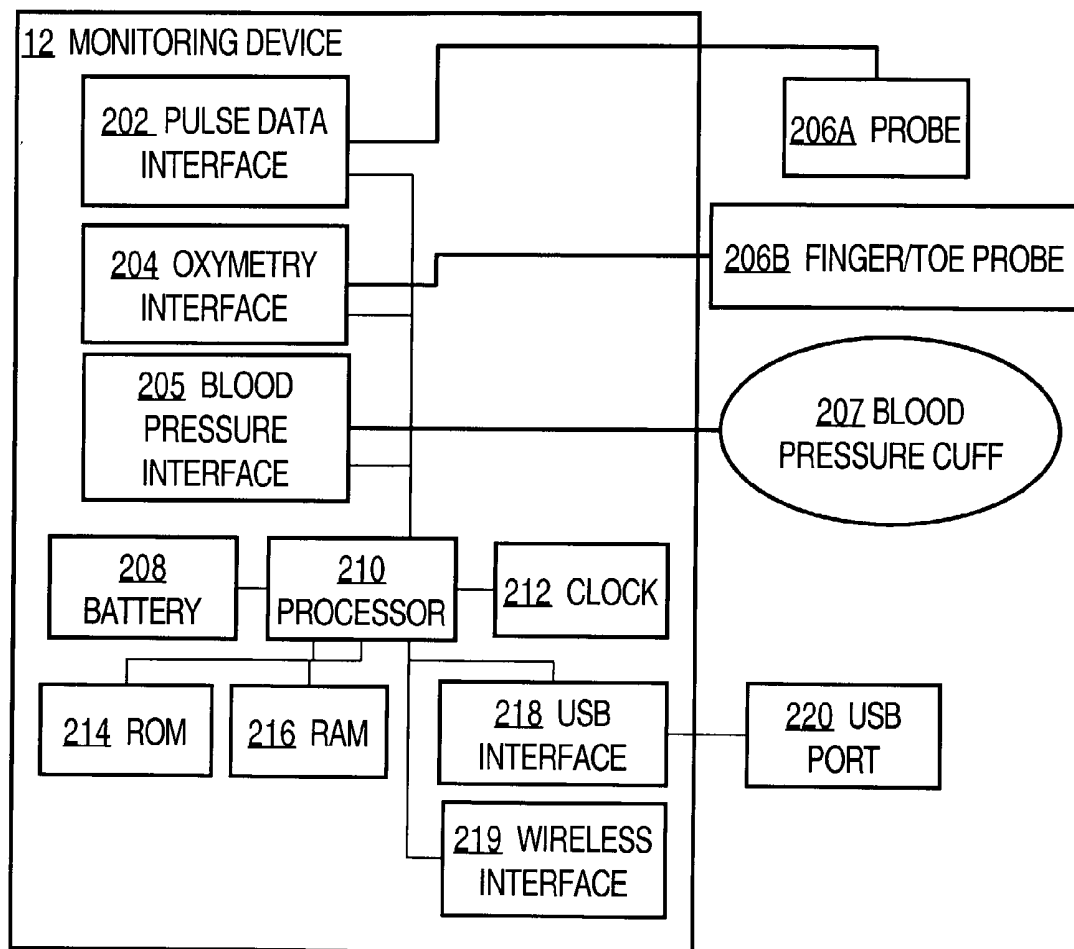 12 MONITORING DEVICE
202 PULSE DATA
INTERFACE
206A PROBE
204 OXYMETRY
INTERFACE
206B FINGER/TOE PROBE
205 BLOOD
PRESSURE
INTERFACE
207 BLOOD
PRESSURE CUFF
208
BATTERY
210
PROCESSOR
212 CLOCK
214 ROM
216 RAM
218 USB
INTERFACE
220 USB
PORT
219 WIRELESS
INTERFACE